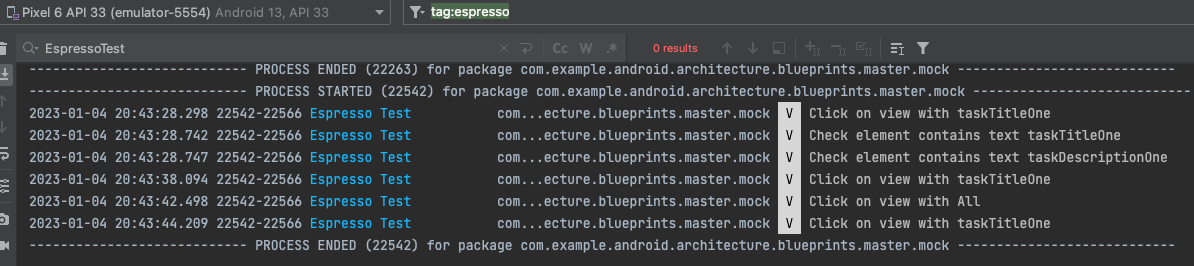 Pixel 6 API 33 (emulator-5554) Android 13, API 33 tag:espresso
EspressoTest Cc W .* 0 results
---------------------------- PROCESS ENDED (22263) for package com.example.android.architecture.blueprints.master.mock ----------------------------
---------------------------- PROCESS STARTED (22542) for package com.example.android.architecture.blueprints.master.mock ----------------------------
2023-01-04 20:43:28.298 22542-22566 Espresso Test com...ecture.blueprints.master.mock V Click on view with taskTitleOne
2023-01-04 20:43:28.742 22542-22566 Espresso Test com...ecture.blueprints.master.mock V Check element contains text taskTitleOne
2023-01-04 20:43:28.747 22542-22566 Espresso Test com...ecture.blueprints.master.mock V Check element contains text taskDescriptionOne
2023-01-04 20:43:38.094 22542-22566 Espresso Test com...ecture.blueprints.master.mock V Click on view with taskTitleOne
2023-01-04 20:43:42.498 22542-22566 Espresso Test com...ecture.blueprints.master.mock V Click on view with All
2023-01-04 20:43:44.209 22542-22566 Espresso Test com...ecture.blueprints.master.mock V Click on view with taskTitleOne
---------------------------- PROCESS ENDED (22542) for package com.example.android.architecture.blueprints.master.mock ----------------------------